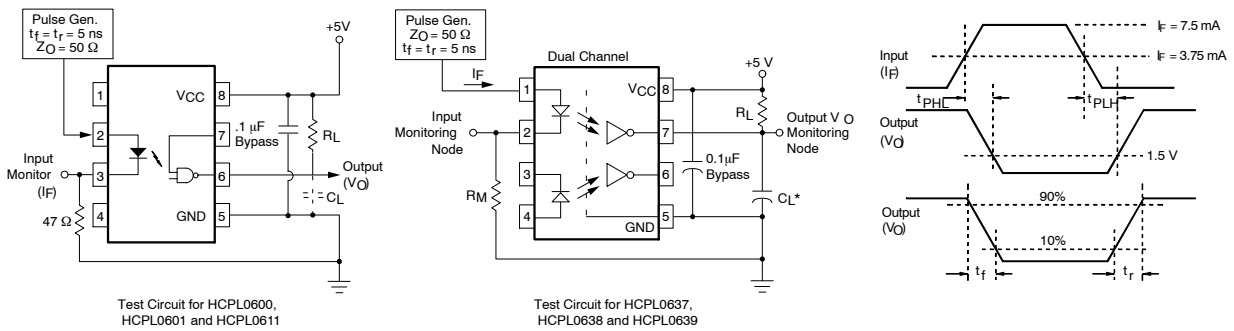 Pulse Gen.
tf = tr = 5 ns
ZO = 50 Ω
+5V
1
2
3
4
VCC
8
7
6
5
GND
.1 μF
Bypass
RL
CL
Input
Monitor
(IF)
47 Ω
Output
(VO)
Test Circuit for HCPL0600,
HCPL0601 and HCPL0611
Pulse Gen.
ZO = 50 Ω
tf = tr = 5 ns
IF
Dual Channel
+5 V
1
2
3
4
VCC
8
7
6
5
GND
RL
Input
Monitoring
Node
RM
Output VO
Monitoring
Node
0.1μF
Bypass
CL*
Test Circuit for HCPL0637,
HCPL0638 and HCPL0639
Input
(IF)
IF = 7.5 mA
IF = 3.75 mA
tPHL
tPLH
Output
(VO)
1.5 V
Output
(VO)
90%
10%
tf
tr